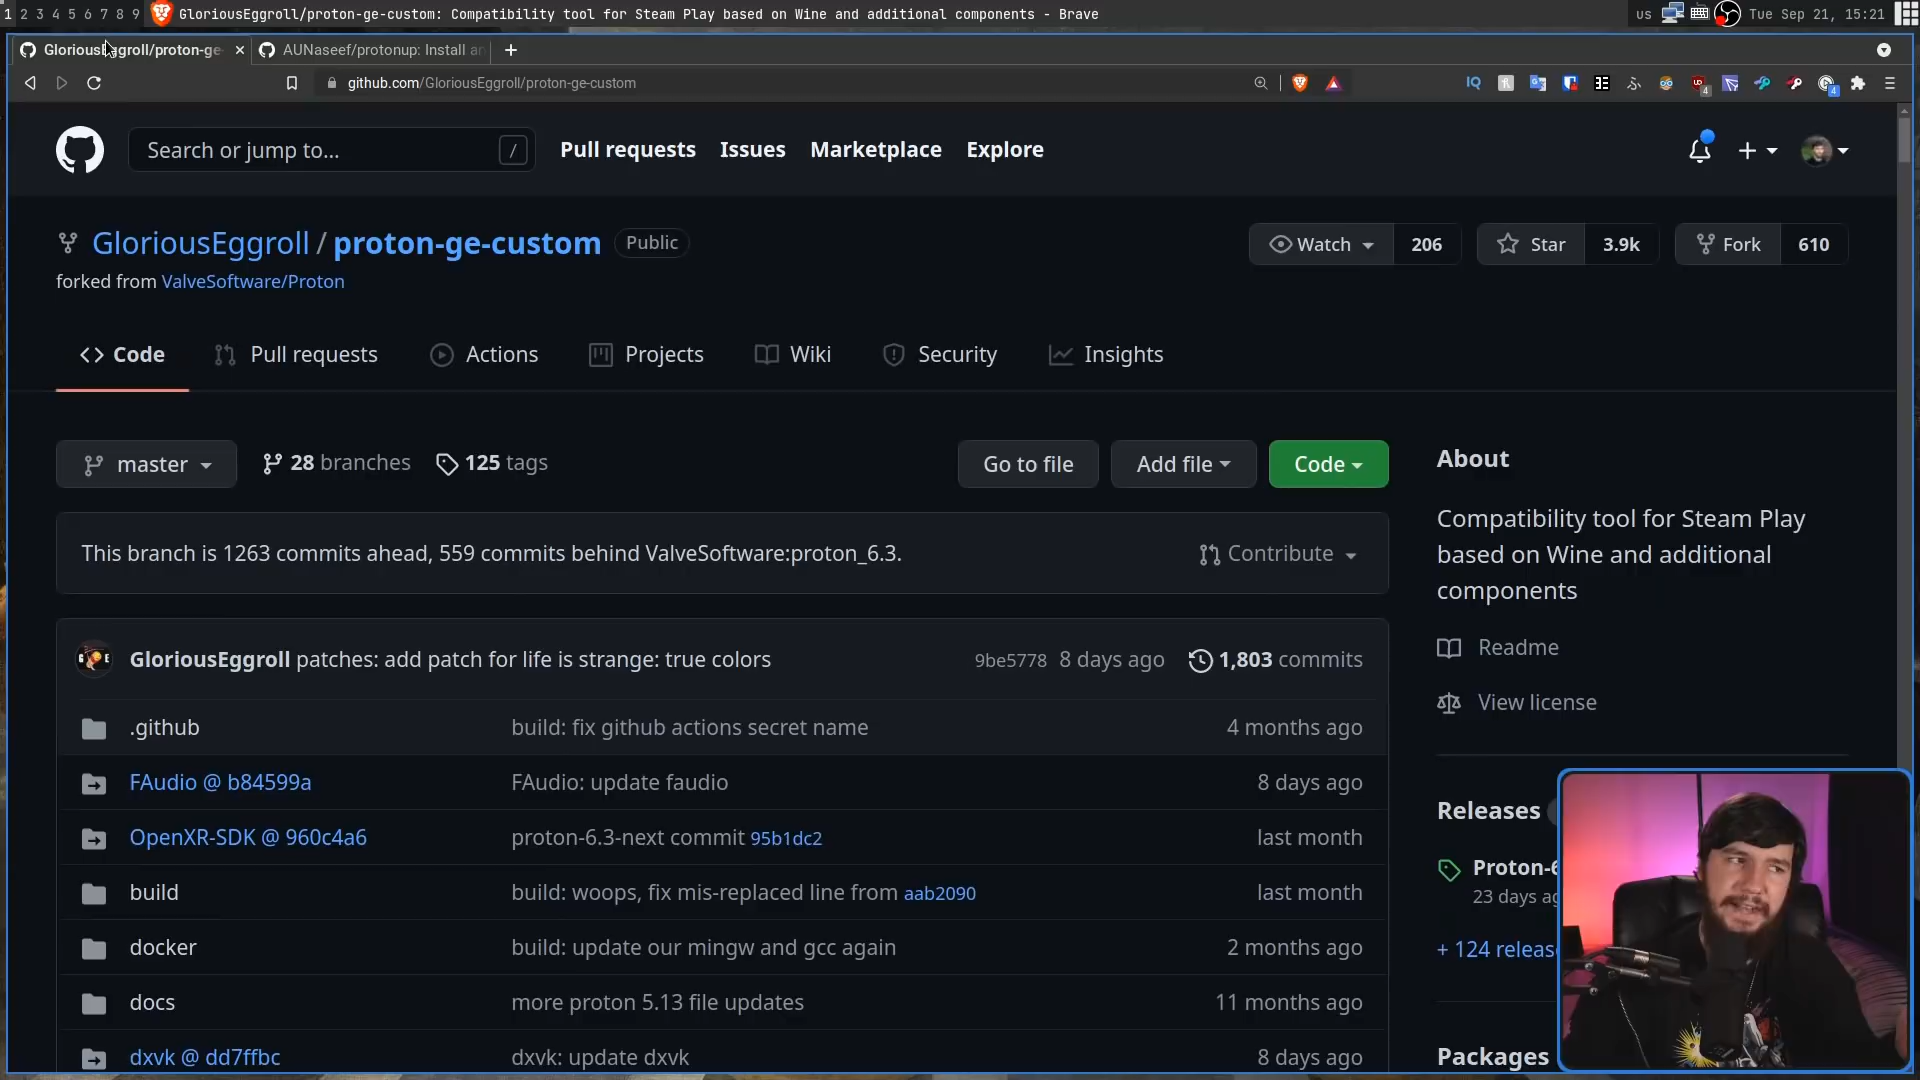 1 2 3 4 5 6 7 8 9 GloriousEggroll/proton-ge-custom: Compatibility tool for Steam Play based on Wine and additional components - Brave us Tue Sep 21, 15:21
GloriousEggroll/proton-ge AUNaseef/protonup: Install an
github.com/GloriousEggroll/proton-ge-custom
Search or jump to... / Pull requests Issues Marketplace Explore
GloriousEggroll / proton-ge-custom Public Watch 206 Star 3.9k Fork 610
forked from ValveSoftware/Proton
Code Pull requests Actions Projects Wiki Security Insights
master 28 branches 125 tags Go to file Add file Code
About
Compatibility tool for Steam Play
based on Wine and additional
components
This branch is 1263 commits ahead, 559 commits behind ValveSoftware:proton_6.3. Contribute
GloriousEggroll patches: add patch for life is strange: true colors 9be5778 8 days ago 1,803 commits
Readme
View license
.github build: fix github actions secret name 4 months ago
FAudio @ b84599a FAudio: update faudio 8 days ago
OpenXR-SDK @ 960c4a6 proton-6.3-next commit 95b1dc2 last month
build build: woops, fix mis-replaced line from aab2090 last month
docker build: update our mingw and gcc again 2 months ago
docs more proton 5.13 file updates 11 months ago
dxvk @ dd7ffbc dxvk: update dxvk 8 days ago
Releases
Proton-6
23 days ag
+ 124 releas
Packages